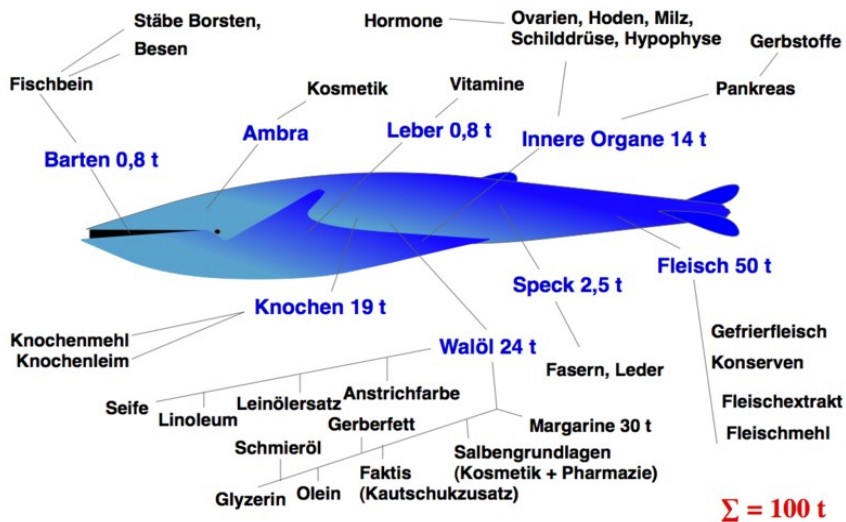 Stäbe Borsten,
Besen
Fischbein
Hormone
Ovarien, Hoden, Milz,
Schilddrüse, Hypophyse
Gerbstoffe
Pankreas
Kosmetik
Vitamine
Barten 0,8 t
Ambra
Leber 0,8 t
Innere Organe 14 t
Knochen 19 t
Speck 2,5 t
Fleisch 50 t
Knochenmehl
Knochenleim
Walöl 24 t
Fasern, Leder
Gefrierfleisch
Konserven
Fleischextrakt
Fleischmehl
Seife
Linoleum
Leinölersatz
Anstrichfarbe
Schmieröl
Gerberfett
Margarine 30 t
Glyzerin
Olein
Faktis
(Kautschukzusatz)
Salbengrundlagen
(Kosmetik + Pharmazie)
Σ = 100 t